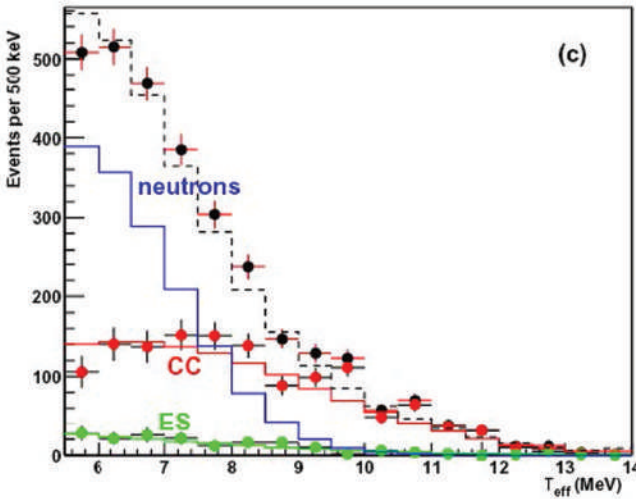 (c)
Events per 500 keV
500
400
300
200
100
0
neutrons
CC
ES
6 7 8 9 10 11 12 13 14
T_eff (MeV)